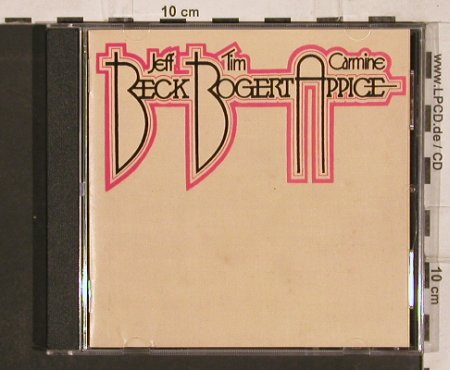 10 cm
Jeff Tim Carmine
BECK BOGERT APPICE
www.LPCD.de / CD
10 cm